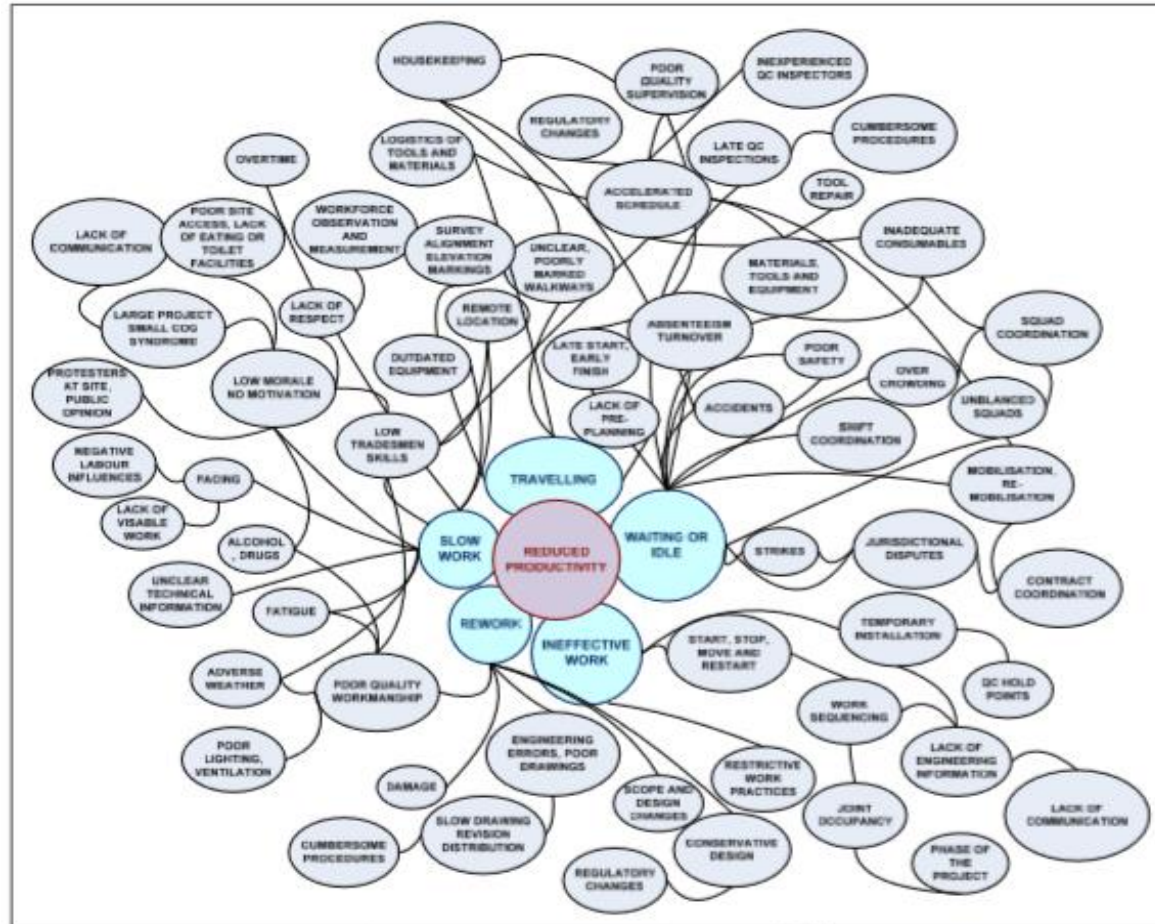 HOUSEKEEPING
POOR
QUALITY
SUPERVISION
INEXPERIENCED
QC INSPECTORS
REGULATORY
CHANGES
LOGISTICS OF
TOOLS AND
MATERIALS
LATE QC
INSPECTIONS
CUMBERSOME
PROCEDURES
OVERTIME
TOOL
REPAIR
ACCELERATED
SCHEDULE
LACK OF
COMMUNICATION
POOR SITE
ACCESS, LACK
OF EATING OR
TOILET
FACILITIES
WORKFORCE
OBSERVATION
AND
MEASUREMENT
SURVEY
ALIGNMENT
ELEVATION
MARKINGS
UNCLEAR,
POORLY
MARKED
WALKWAYS
INADEQUATE
CONSUMABLES
MATERIALS,
TOOLS AND
EQUIPMENT
LARGE PROJECT
SMALL COG
SYNDROME
LACK OF
RESPECT
REMOTE
LOCATION
ABSENTEEISM
TURNOVER
SQUAD
COORDINATION
LATE START,
EARLY
FINISH
POOR
SAFETY
OUTDATED
EQUIPMENT
PROTESTERS
AT SITE,
PUBLIC
OPINION
LOW MORALE
NO MOTIVATION
OVER
CROWDING
UNBLANCED
SQUADS
LACK OF
PRE-
PLANNING
ACCIDENTS
SHIFT
COORDINATION
LOW
TRADESMEN
SKILLS
NEGATIVE
LABOUR
INFLUENCES
PACING
TRAVELLING
MOBILISATION,
RE-
MOBILISATION
LACK OF
VISABLE
WORK
ALCOHOL
, DRUGS
SLOW
WORK
REDUCED
PRODUCTIVITY
WAITING OR
IDLE
STRIKES
JURISDICTIONAL
DISPUTES
UNCLEAR
TECHNICAL
INFORMATION
CONTRACT
COORDINATION
FATIGUE
REWORK
INEFFECTIVE
WORK
START, STOP,
MOVE AND
RESTART
TEMPORARY
INSTALLATION
ADVERSE
WEATHER
POOR QUALITY
WORKMANSHIP
QC HOLD
POINTS
WORK
SEQUENCING
POOR
LIGHTING,
VENTILATION
ENGINEERING
ERRORS, POOR
DRAWINGS
LACK OF
ENGINEERING
INFORMATION
DAMAGE
SCOPE AND
DESIGN
CHANGES
RESTRICTIVE
WORK
PRACTICES
JOINT
OCCUPANCY
LACK OF
COMMUNICATION
SLOW DRAWING
REVISION
DISTRIBUTION
CUMBERSOME
PROCEDURES
CONSERVATIVE
DESIGN
REGULATORY
CHANGES
PHASE OF
THE
PROJECT